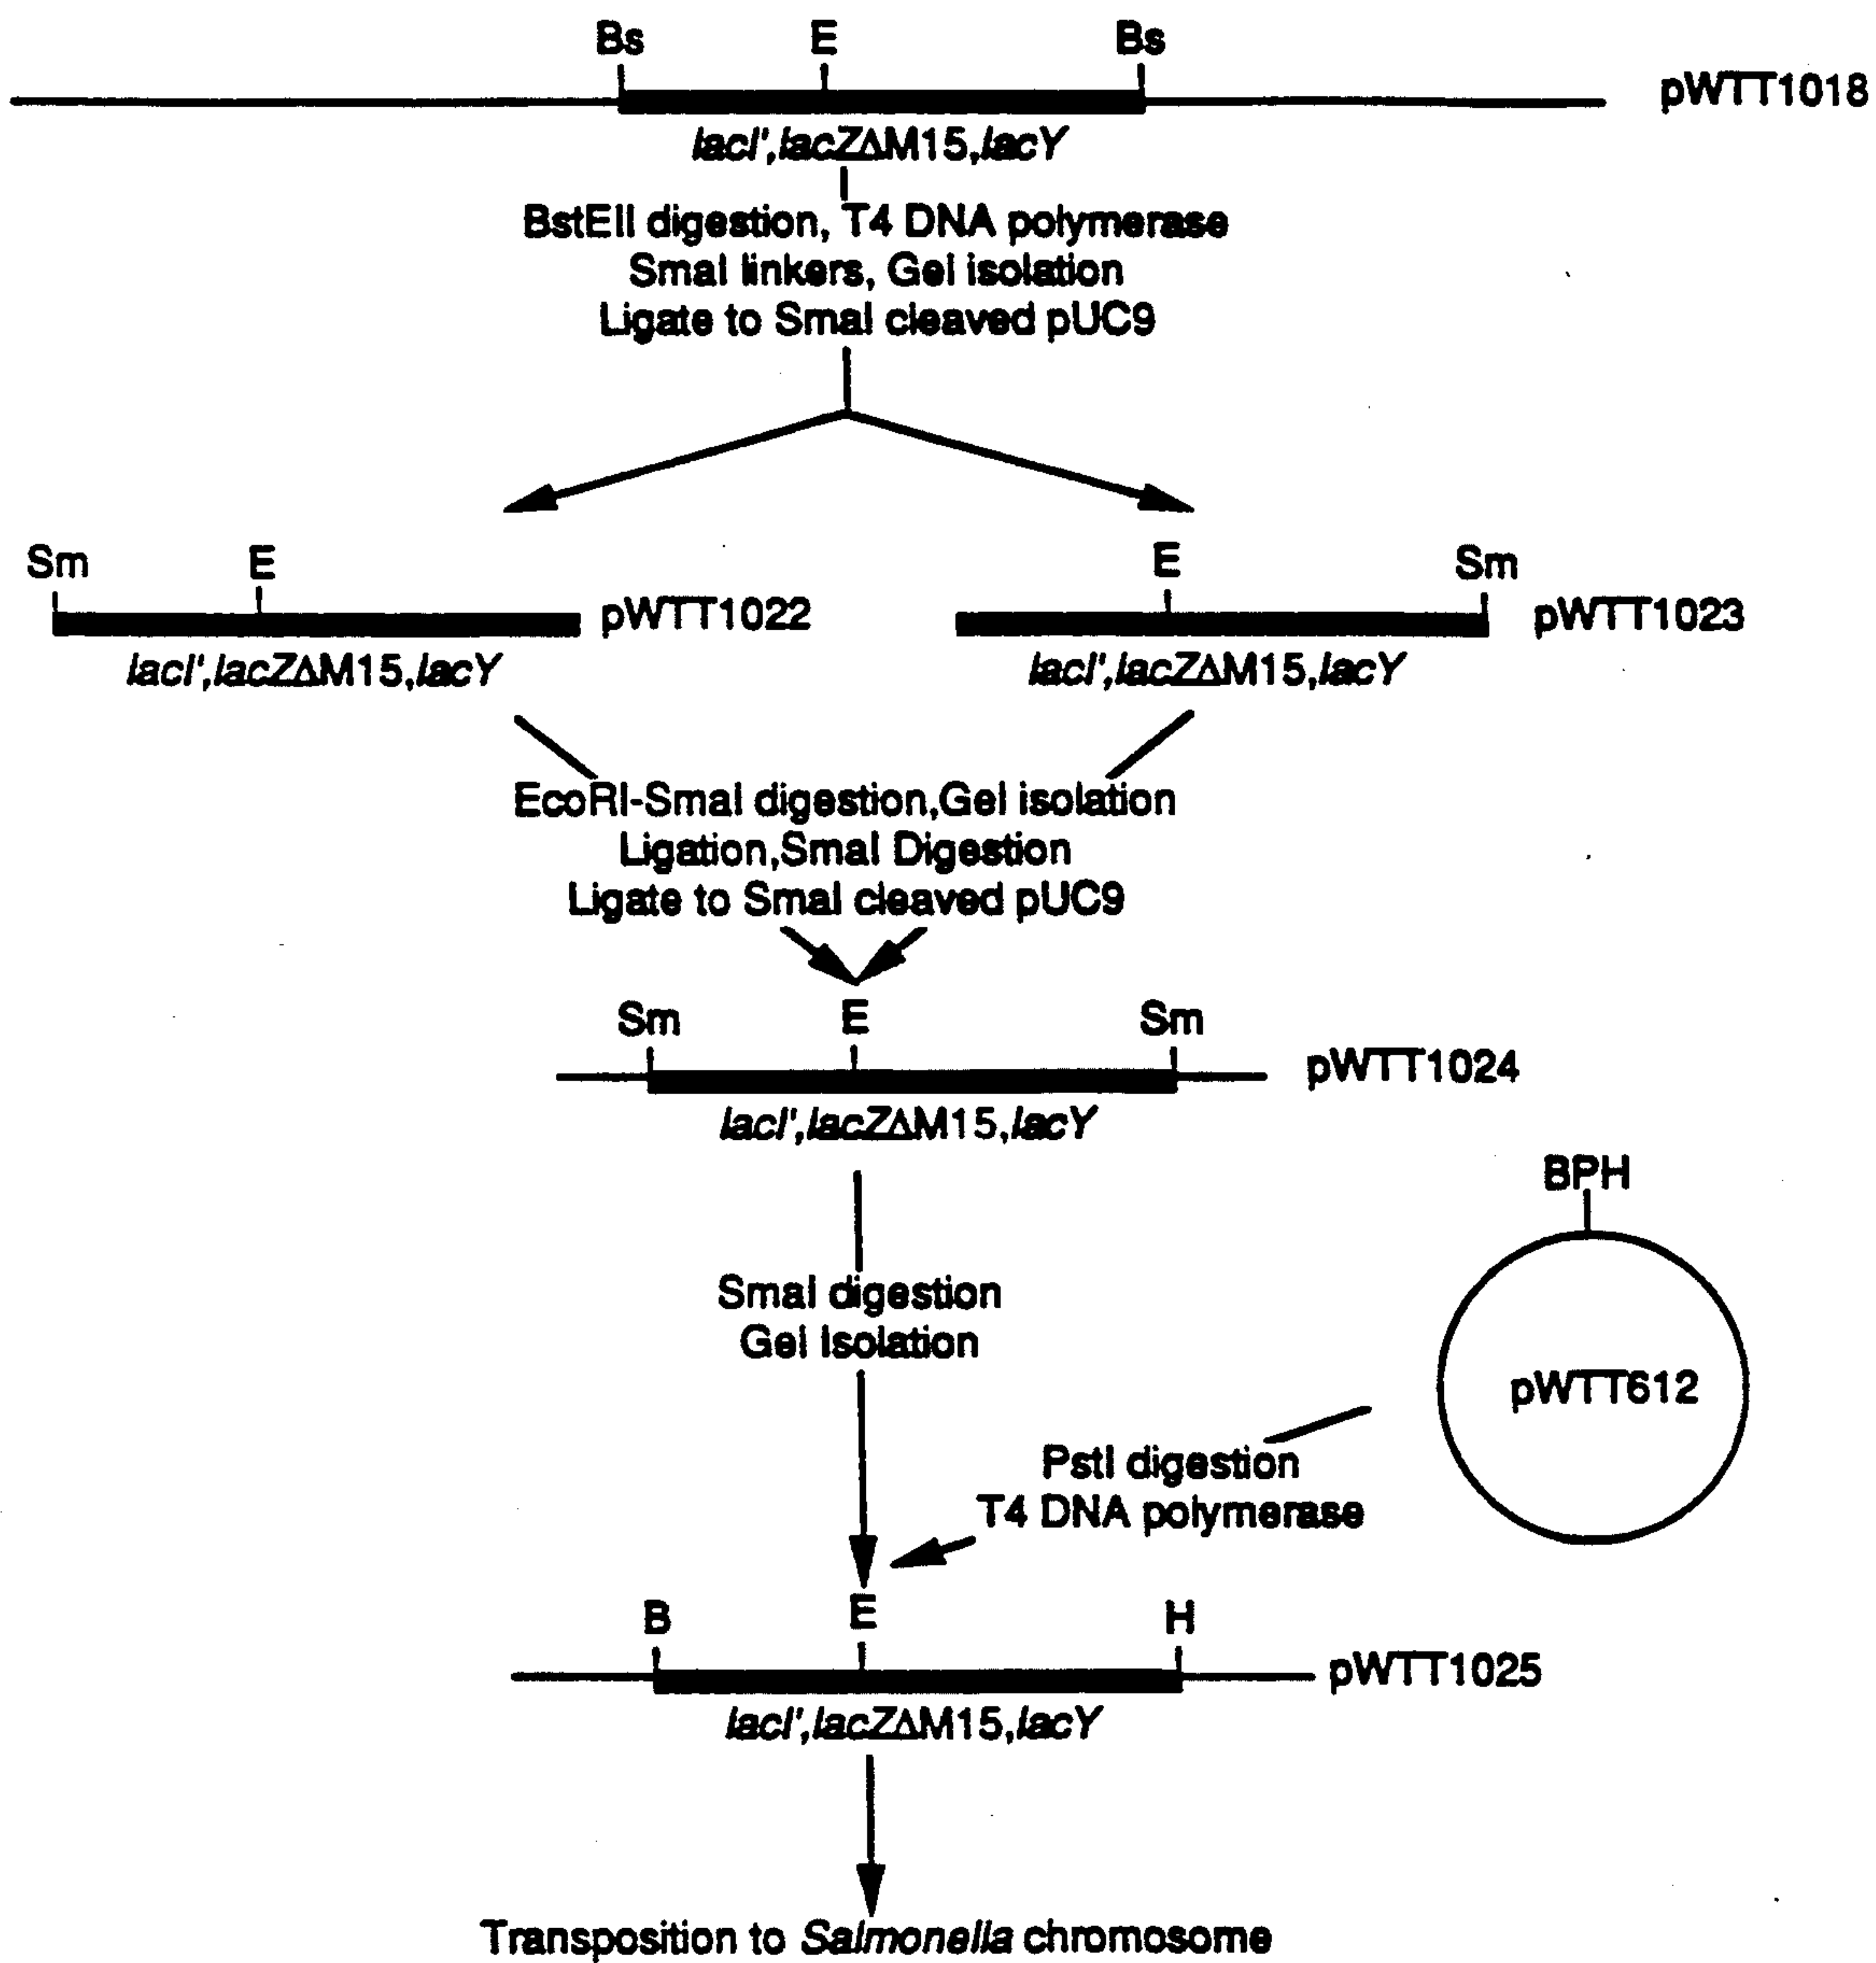 Bs E Bs
pWTT1018
lacI',lacZΔM15,lacY
BstEII digestion, T4 DNA polymerase
SmaI linkers, Gel isolation
Ligate to SmaI cleaved pUC9
Sm E
pWTT1022
lacI',lacZΔM15,lacY
E Sm
pWTT1023
lacI',lacZΔM15,lacY
EcoRI-SmaI digestion,Gel isolation
Ligation,SmaI Digestion
Ligate to SmaI cleaved pUC9
Sm E Sm
pWTT1024
lacI',lacZΔM15,lacY
SmaI digestion
Gel Isolation
BPH
pWTT612
PstI digestion
T4 DNA polymerase
B E H
pWTT1025
lacI',lacZΔM15,lacY
Transposition to Salmonella chromosome